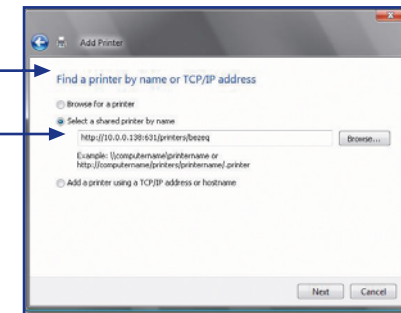 Add Printer
Find a printer by name or TCP/IP address
Browse for a printer
Select a shared printer by name
http://10.0.0.138:631/printers/bezeq
Browse...
Example: \\computername\printername or
http://computername/printers/printername/.printer
Add a printer using a TCP/IP address or hostname
Next
Cancel